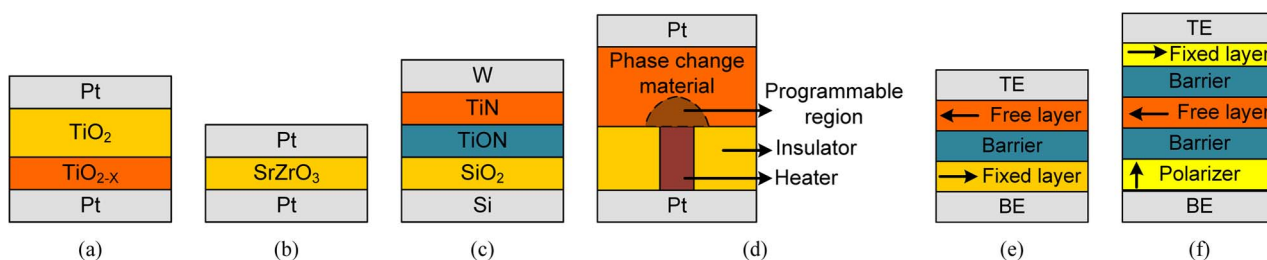 Pt
TiO2
TiO2-X
Pt
(a)
Pt
SrZrO3
Pt
(b)
W
TiN
TiON
SiO2
Si
(c)
Pt
Phase change
material
Programmable
region
Insulator
Heater
Pt
(d)
TE
Free layer
Barrier
Fixed layer
BE
(e)
TE
Fixed layer
Barrier
Free layer
Barrier
Polarizer
BE
(f)